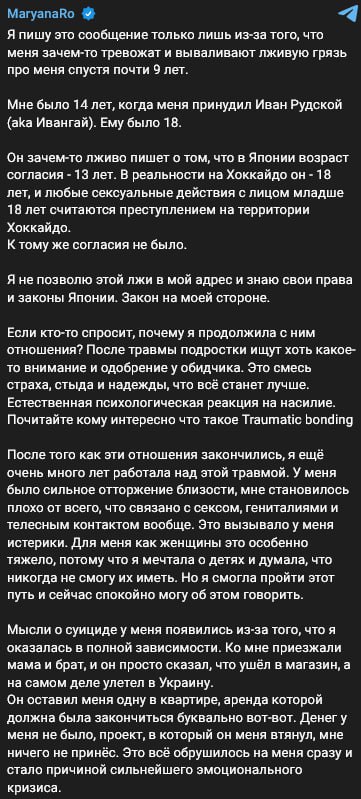 MaryanaRo
Я пишу это сообщение только лишь из-за того, что
меня зачем-то тревожат и вываливают лживую грязь
про меня спустя почти 9 лет.
Мне было 14 лет, когда меня принудил Иван Рудской
(aka Ивангай). Ему было 18.
Он зачем-то лживо пишет о том, что в Японии возраст
согласия - 13 лет. В реальности на Хоккайдо он - 18
лет, и любые сексуальные действия с лицом младше
18 лет считаются преступлением на территории
Хоккайдо.
К тому же согласия не было.
Я не позволю этой лжи в мой адрес и знаю свои права
и законы Японии. Закон на моей стороне.
Если кто-то спросит, почему я продолжила с ним
отношения? После травмы подростки ищут хоть какое-
то внимание и одобрение у обидчика. Это смесь
страха, стыда и надежды, что всё станет лучше.
Естественная психологическая реакция на насилие.
Почитайте кому интересно что такое Traumatic bonding
После того как эти отношения закончились, я ещё
очень много лет работала над этой травмой. У меня
было сильное отторжение близости, мне становилось
плохо от всего, что связано с сексом, гениталиями и
телесным контактом вообще. Это вызывало у меня
истерики. Для меня как женщины это особенно
тяжело, потому что я мечтала о детях и думала, что
никогда не смогу их иметь. Но я смогла пройти этот
путь и сейчас спокойно могу об этом говорить.
Мысли о суициде у меня появились из-за того, что я
оказалась в полной зависимости. Ко мне приезжали
мама и брат, и он просто сказал, что ушёл в магазин, а
на самом деле улетел в Украину.
Он оставил меня одну в квартире, аренда которой
должна была закончиться буквально вот-вот. Денег у
меня не было, проект, в который он меня втянул, мне
ничего не принёс. Это всё обрушилось на меня сразу и
стало причиной сильнейшего эмоционального
кризиса.